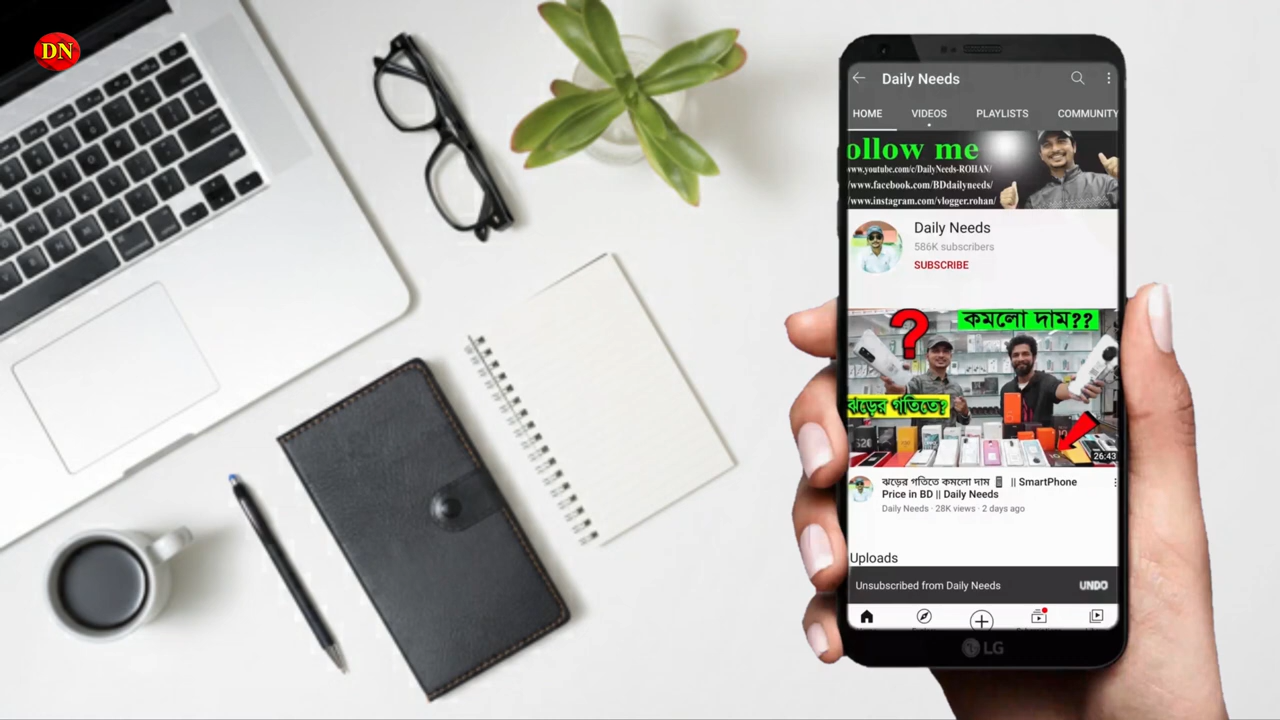 DN
Daily Needs
HOME VIDEOS PLAYLISTS COMMUNITY
ollow me
www.youtube.com/c/DailyNeeds-ROHAN/
/www.facebook.com/BDdailyneeds/
/www.instagram.com/vlogger.rohan/
Daily Needs
586K subscribers
SUBSCRIBE
?
কমলো দাম??
ঝড়ের গতিতে?
26:43
ঝড়ের গতিতে কমলো দাম || SmartPhone
Price in BD || Daily Needs
Daily Needs · 28K views · 2 days ago
Uploads
Unsubscribed from Daily Needs UNDO
LG